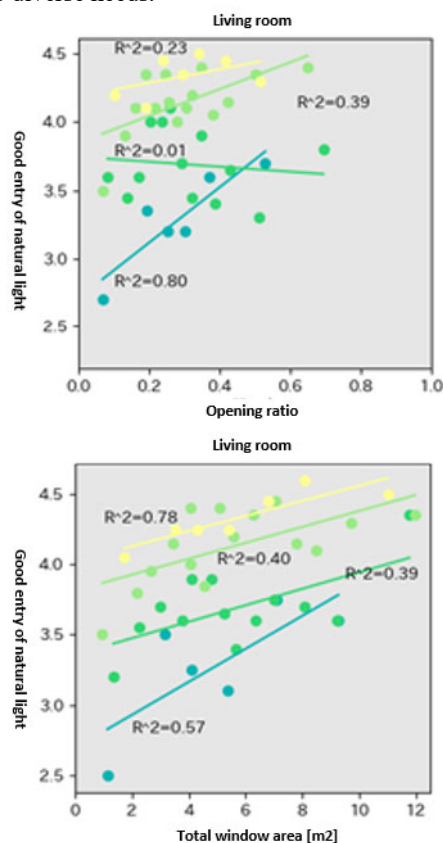 Living room
Good entry of natural light
4.5
4.0
3.5
3.0
2.5
R^2=0.23
R^2=0.39
R^2=0.01
R^2=0.80
0.0 0.2 0.4 0.6 0.8 1.0
Opening ratio
Living room
Good entry of natural light
4.5
4.0
3.5
3.0
2.5
R^2=0.78
R^2=0.40
R^2=0.39
R^2=0.57
0 2 4 6 8 10 12
Total window area [m2]